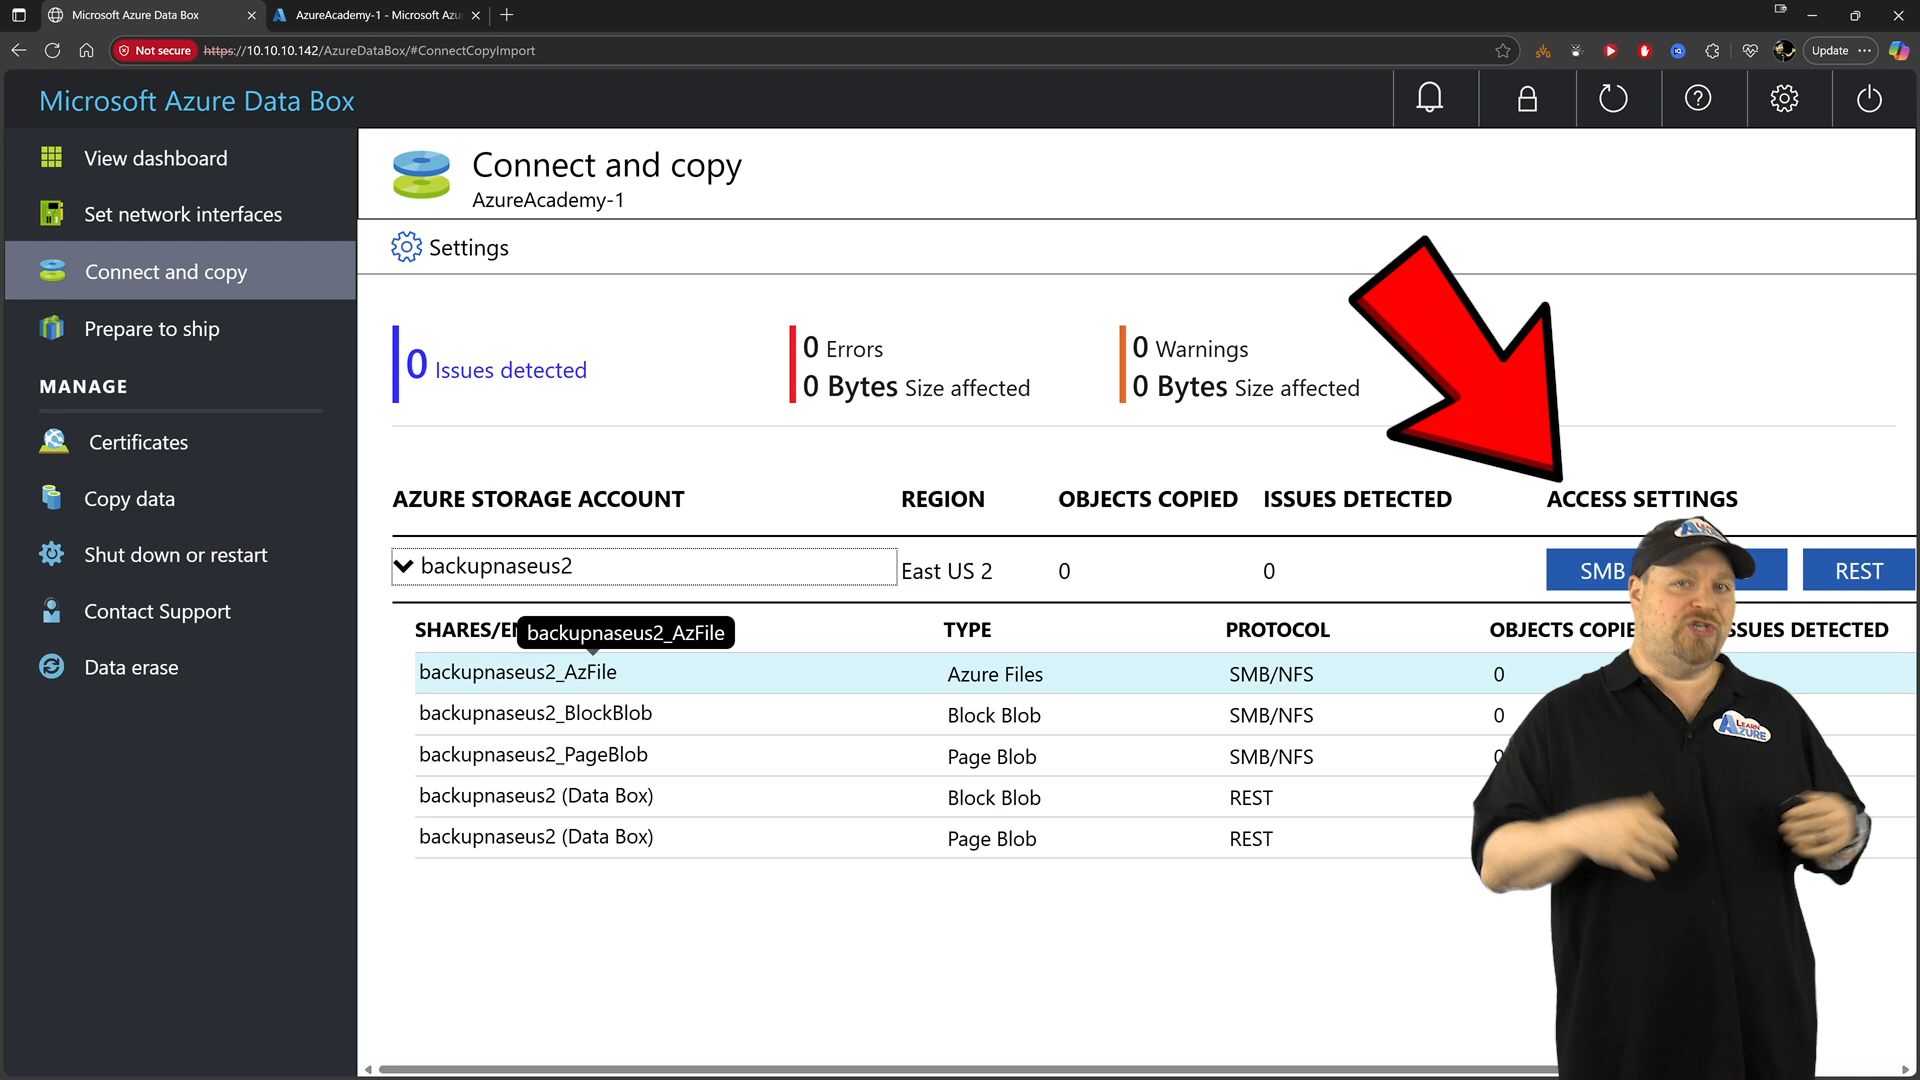 Microsoft Azure Data Box
AzureAcademy-1 - Microsoft Azu
Not secure https://10.10.10.142/AzureDataBox/#ConnectCopyImport
Update
Microsoft Azure Data Box
View dashboard
Set network interfaces
Connect and copy
Prepare to ship
MANAGE
Certificates
Copy data
Shut down or restart
Contact Support
Data erase
Connect and copy
AzureAcademy-1
Settings
0 Issues detected
0 Errors
0 Bytes Size affected
0 Warnings
0 Bytes Size affected
AZURE STORAGE ACCOUNT REGION OBJECTS COPIED ISSUES DETECTED ACCESS SETTINGS
backupnaseus2 East US 2 0 0 SMB REST
SHARES/EN TYPE PROTOCOL OBJECTS COPIE SSUES DETECTED
backupnaseus2_AzFile
backupnaseus2_AzFile Azure Files SMB/NFS 0
backupnaseus2_BlockBlob Block Blob SMB/NFS 0
backupnaseus2_PageBlob Page Blob SMB/NFS 0
backupnaseus2 (Data Box) Block Blob REST
backupnaseus2 (Data Box) Page Blob REST
LEARN
AZURE